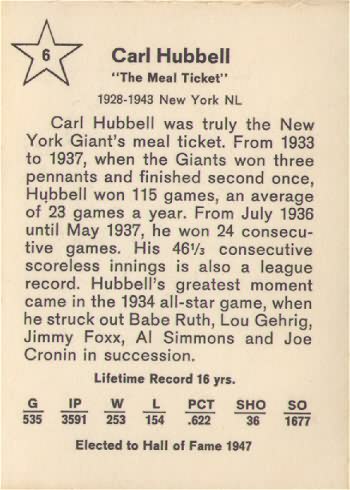 6
Carl Hubbell
"The Meal Ticket"
1928-1943 New York NL
Carl Hubbell was truly the New
York Giant's meal ticket. From 1933
to 1937, when the Giants won three
pennants and finished second once,
Hubbell won 115 games, an average
of 23 games a year. From July 1936
until May 1937, he won 24 consecu-
tive games. His 46⅓ consecutive
scoreless innings is also a league
record. Hubbell's greatest moment
came in the 1934 all-star game, when
he struck out Babe Ruth, Lou Gehrig,
Jimmy Foxx, Al Simmons and Joe
Cronin in succession.
Lifetime Record 16 yrs.
G IP W L PCT SHO SO
535 3591 253 154 .622 36 1677
Elected to Hall of Fame 1947